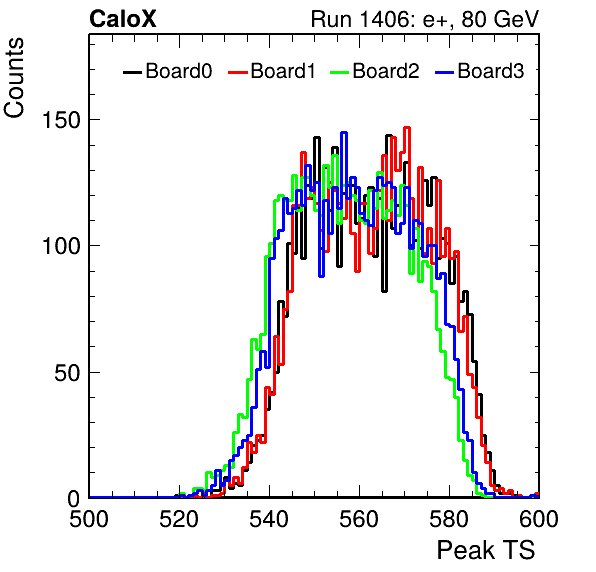 CaloX Run 1406: e+, 80 GeV
Counts
Board0 Board1 Board2 Board3
150
100
50
0
500 520 540 560 580 600
Peak TS